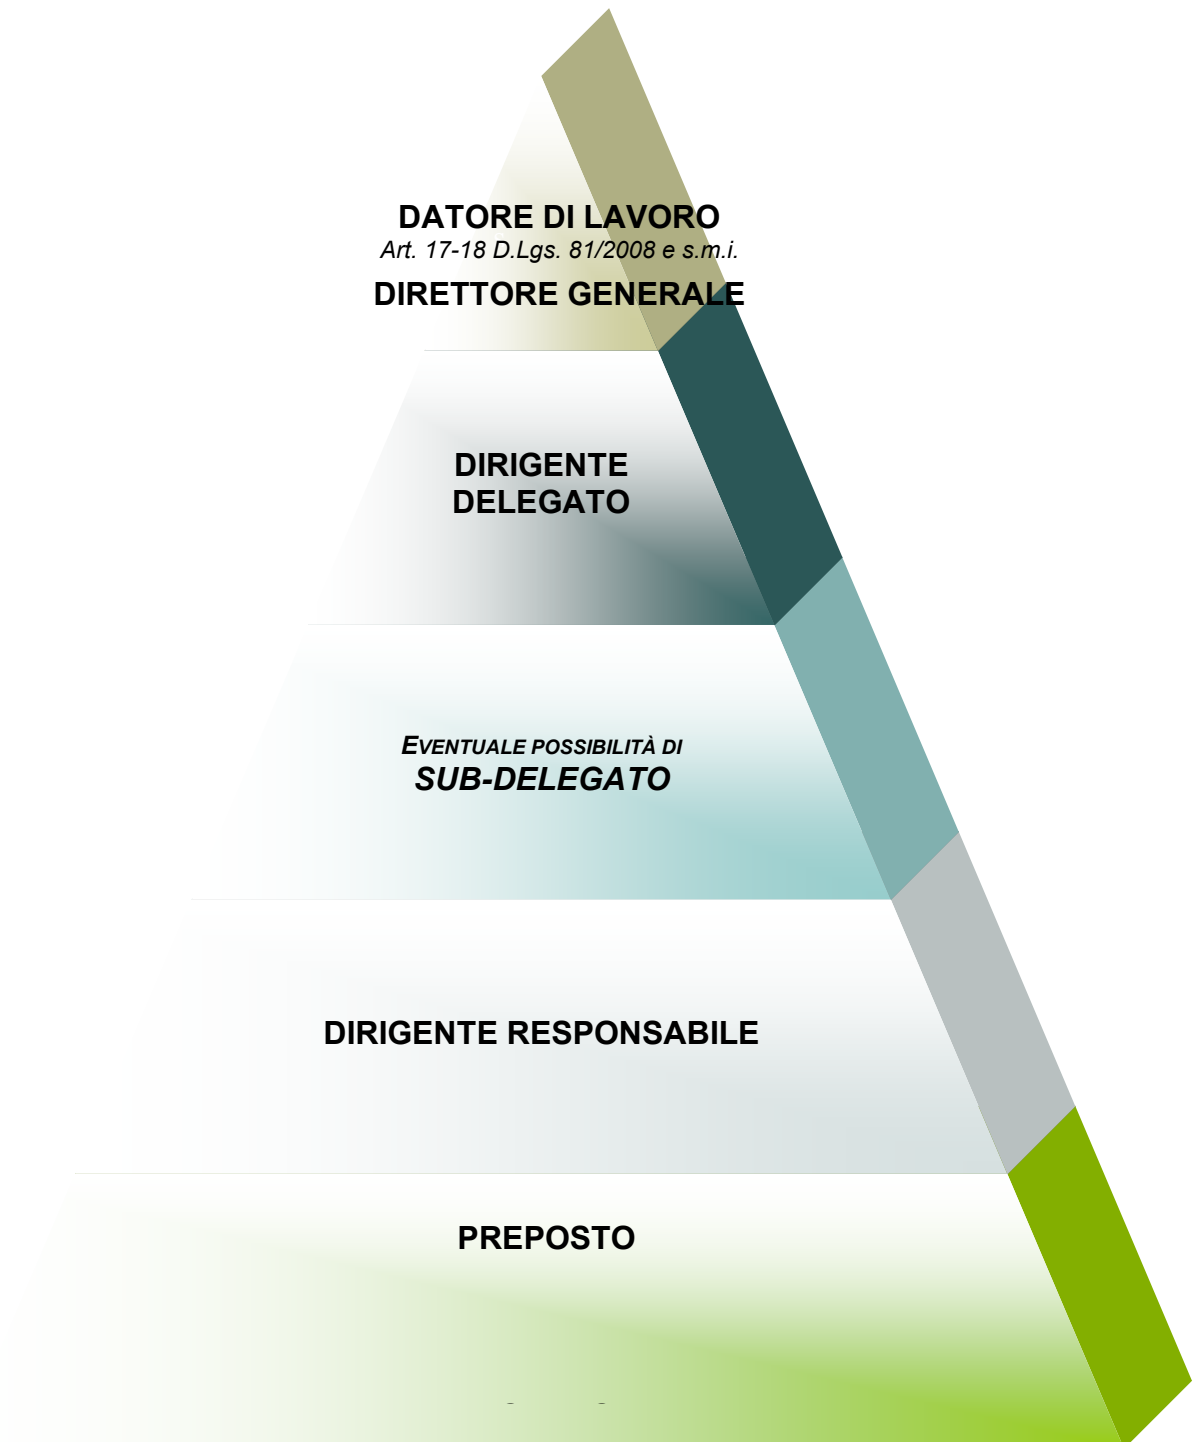 DATORE DI LAVORO
Art. 17-18 D.Lgs. 81/2008 e s.m.i.
DIRETTORE GENERALE
DIRIGENTE
DELEGATO
EVENTUALE POSSIBILITÀ DI
SUB-DELEGATO
DIRIGENTE RESPONSABILE
PREPOSTO